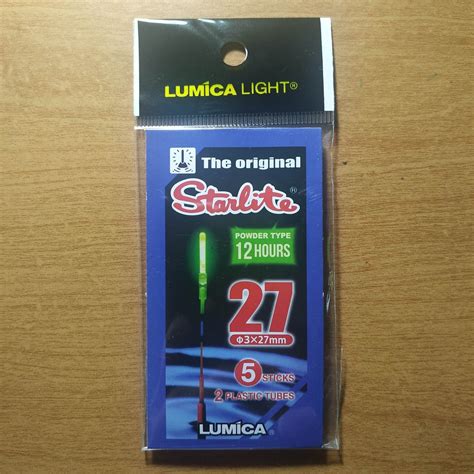 LUMiCA LIGHT®
The original
Starlite®
POWDER TYPE
12 HOURS
27
Φ3×27mm
5 STICKS
2 PLASTIC TUBES
LUMiCA